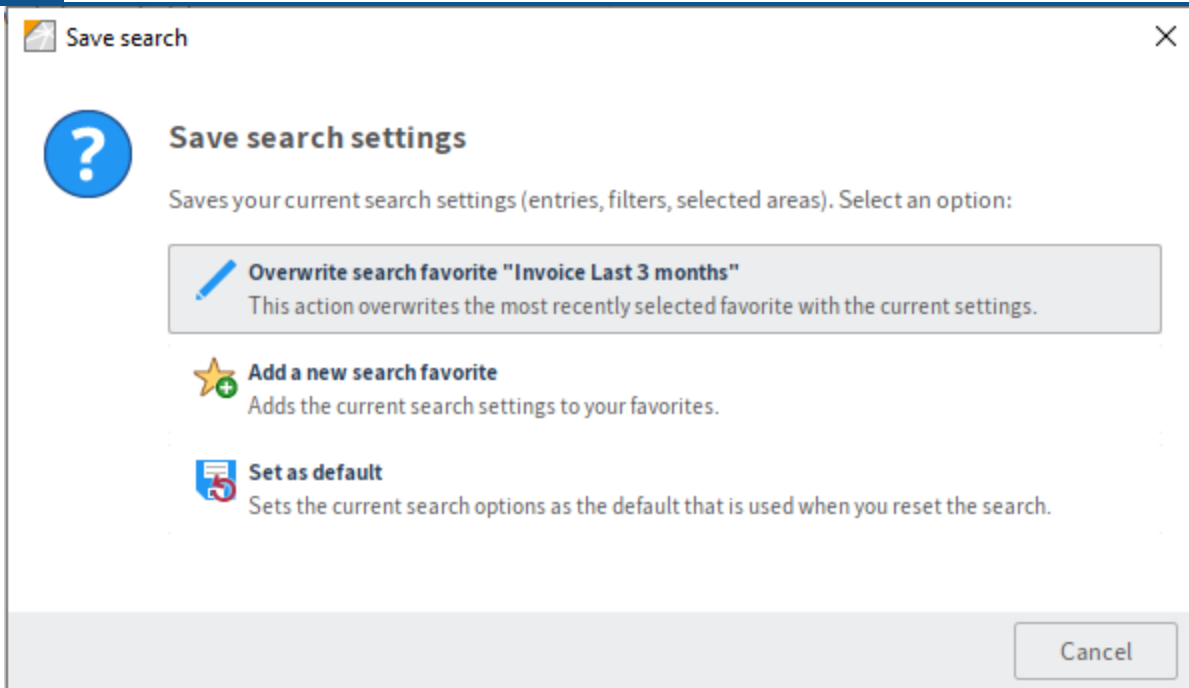 Save search
Save search settings
Saves your current search settings (entries, filters, selected areas). Select an option:
Overwrite search favorite "Invoice Last 3 months"
This action overwrites the most recently selected favorite with the current settings.
Add a new search favorite
Adds the current search settings to your favorites.
Set as default
Sets the current search options as the default that is used when you reset the search.
Cancel